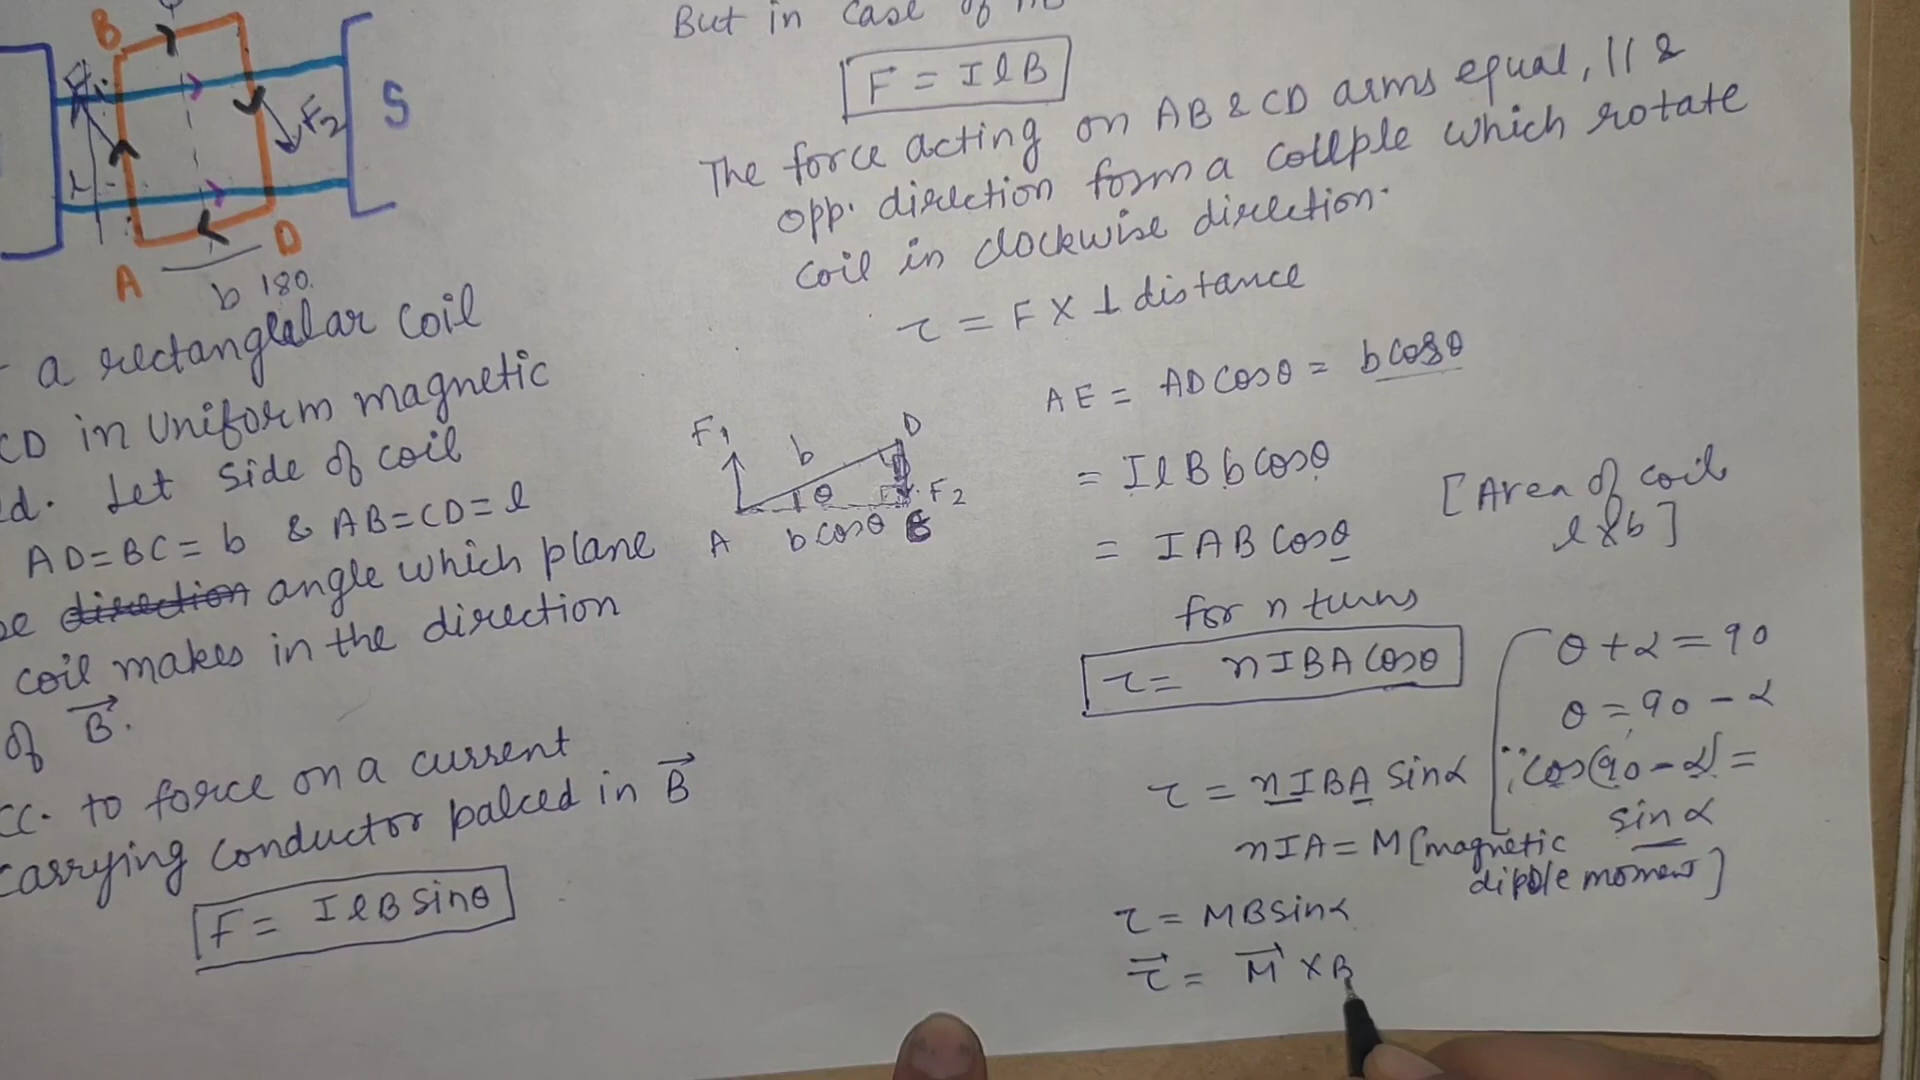 B
F2
S
A
D
b 180.
a rectangular coil
CD in Uniform magnetic
Let side of coil
AD=BC=b & AB=CD=l
direction angle which plane
coil makes in the direction
of B.
CC. to force on a current
carrying conductor palced in B
F = IlB sinθ
But in case of
F = IlB
The force acting on AB & CD arms equal, || &
opp. direction form a couple which rotate
coil in clockwise direction.
τ = F X ⊥ distance
AE = AD cosθ = b cosθ
F1
b
D
θ
F2
A
b cosθ
= IlB b cosθ
[Area of coil
l x b]
= IAB cosθ
for n turns
τ = nIBA cosθ
θ + α = 90
θ = 90 - α
τ = nIBA sinα
∵ cos(90-α) =
sin α
nIA = M [magnetic
dipole moment]
τ = MB sinα
τ = M x B